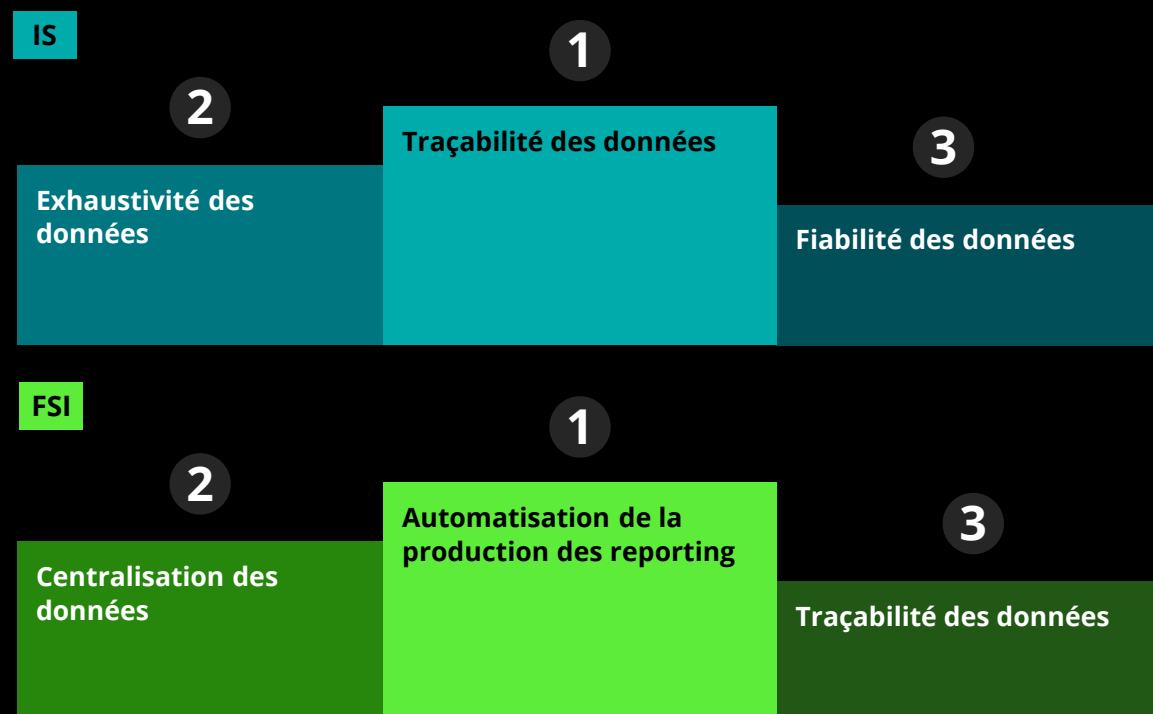 IS
1
2
3
Traçabilité des données
Exhaustivité des
données
Fiabilité des données
FSI
1
2
3
Automatisation de la
production des reporting
Centralisation des
données
Traçabilité des données